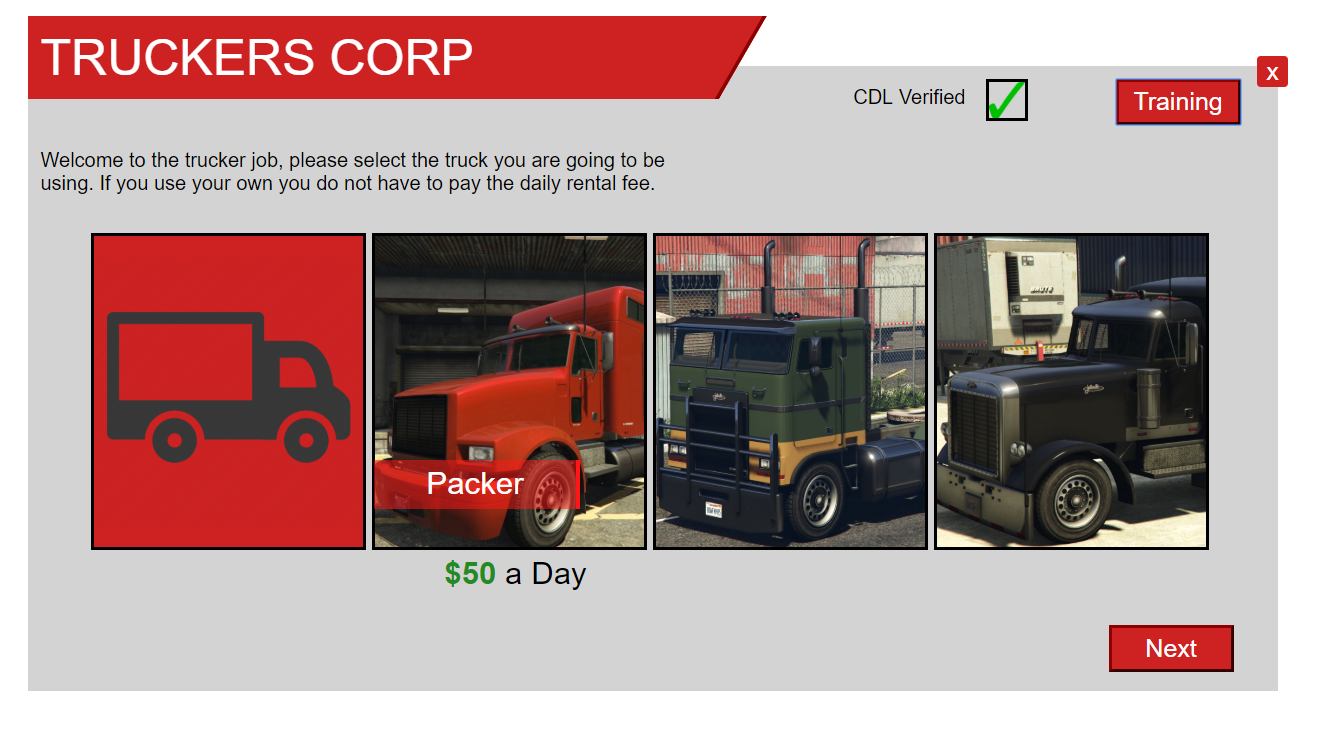 TRUCKERS CORP
x
CDL Verified
Training
Welcome to the trucker job, please select the truck you are going to be
using. If you use your own you do not have to pay the daily rental fee.
BRUTE
Packer
$50 a Day
Next